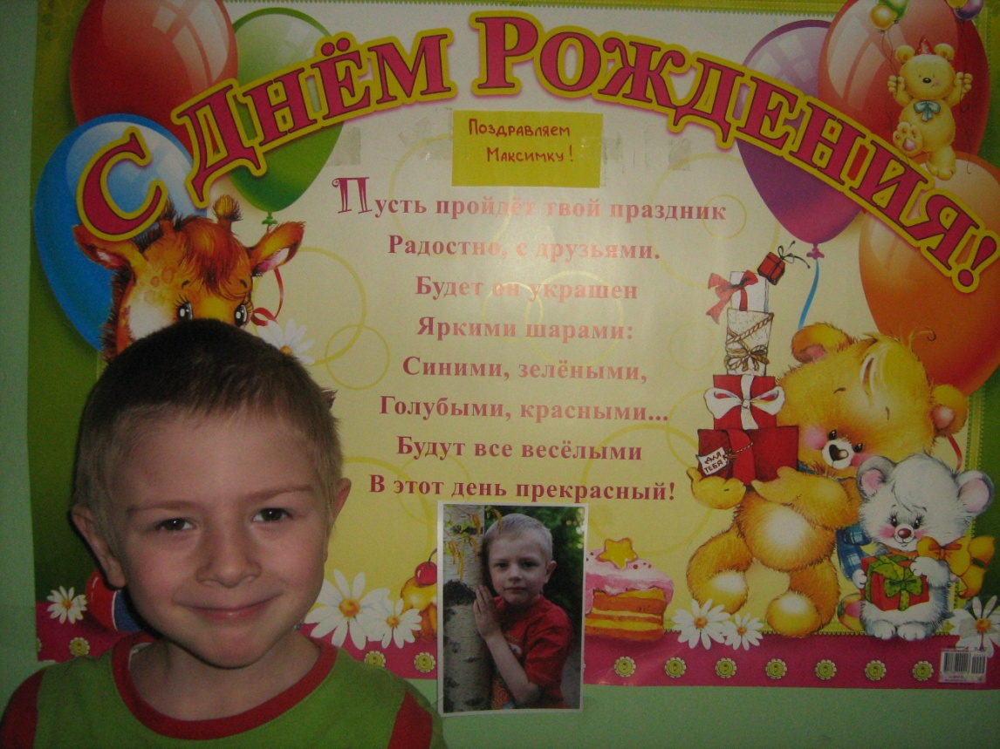 С ДНЁМ РОЖДЕНИЯ!
Поздравляем
Максимку!
Пусть пройдёт твой праздник
Радостно, с друзьями.
Будет он украшен
Яркими шарами:
Синими, зелёными,
Голубыми, красными...
Будут все весёлыми
В этот день прекрасный!
ДЛЯ
ТЕБЯ